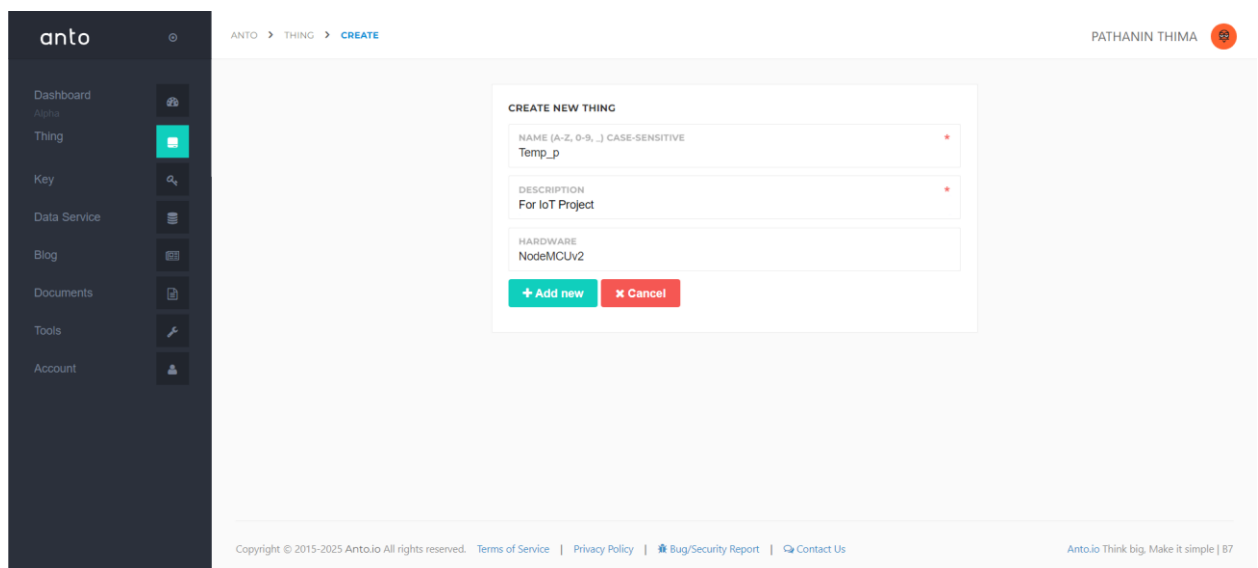 anto
ANTO > THING > CREATE
PATHANIN THIMA
Dashboard
Alpha
Thing
Key
Data Service
Blog
Documents
Tools
Account
CREATE NEW THING
NAME (A-Z, 0-9, _) CASE-SENSITIVE *
Temp_p
DESCRIPTION *
For IoT Project
HARDWARE
NodeMCUv2
+ Add new × Cancel
Copyright © 2015-2025 Anto.io All rights reserved. Terms of Service | Privacy Policy | Bug/Security Report | Contact Us
Anto.io Think big, Make it simple | 87